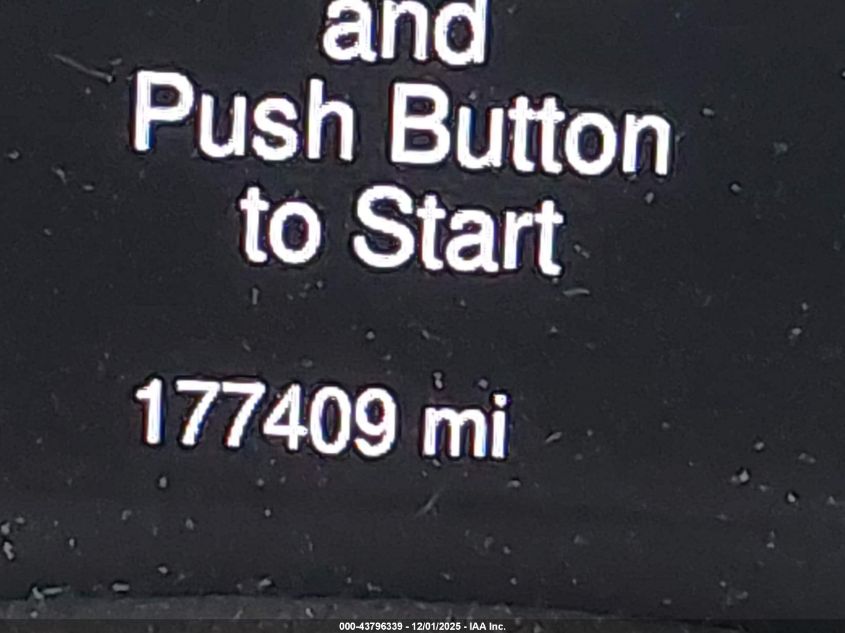 and
Push Button
to Start
177409 mi
000-43796339 - 12/01/2025 - IAA Inc.